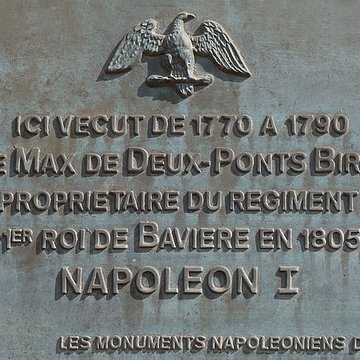 ICI VECUT DE 1770 A 1790
MAX DE DEUX-PONTS
PROPRIETAIRE DU REGIMENT
1ER ROI DE BAVIERE EN 1805
NAPOLEON I
LES MONUMENTS NAPOLEONIENS